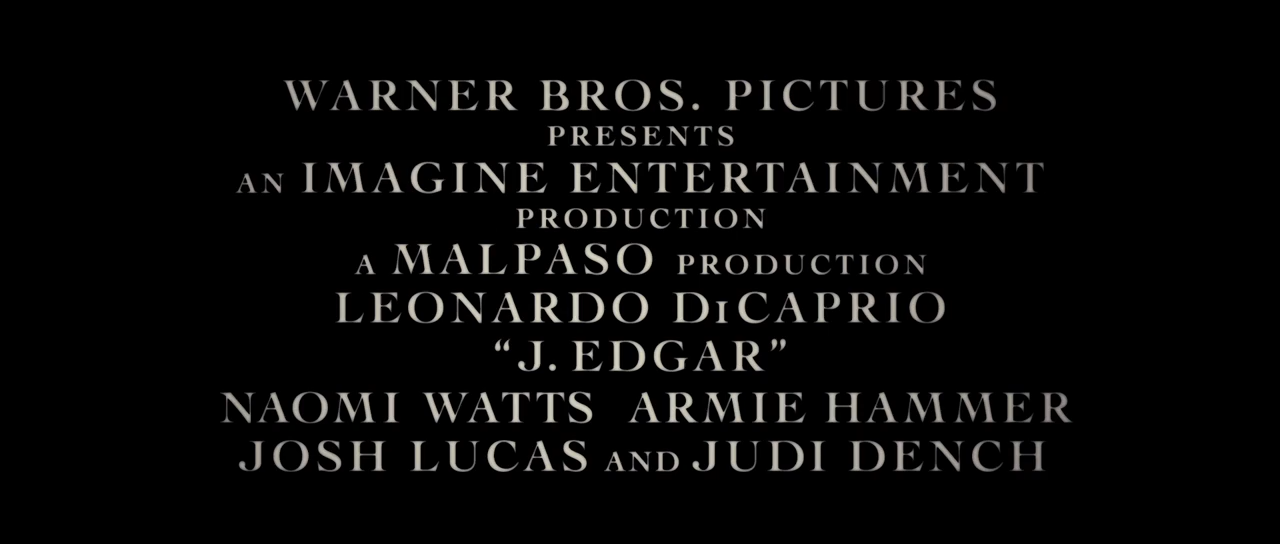 WARNER BROS. PICTURES
PRESENTS
AN IMAGINE ENTERTAINMENT
PRODUCTION
A MALPASO PRODUCTION
LEONARDO DiCAPRIO
“J. EDGAR”
NAOMI WATTS ARMIE HAMMER
JOSH LUCAS AND JUDI DENCH